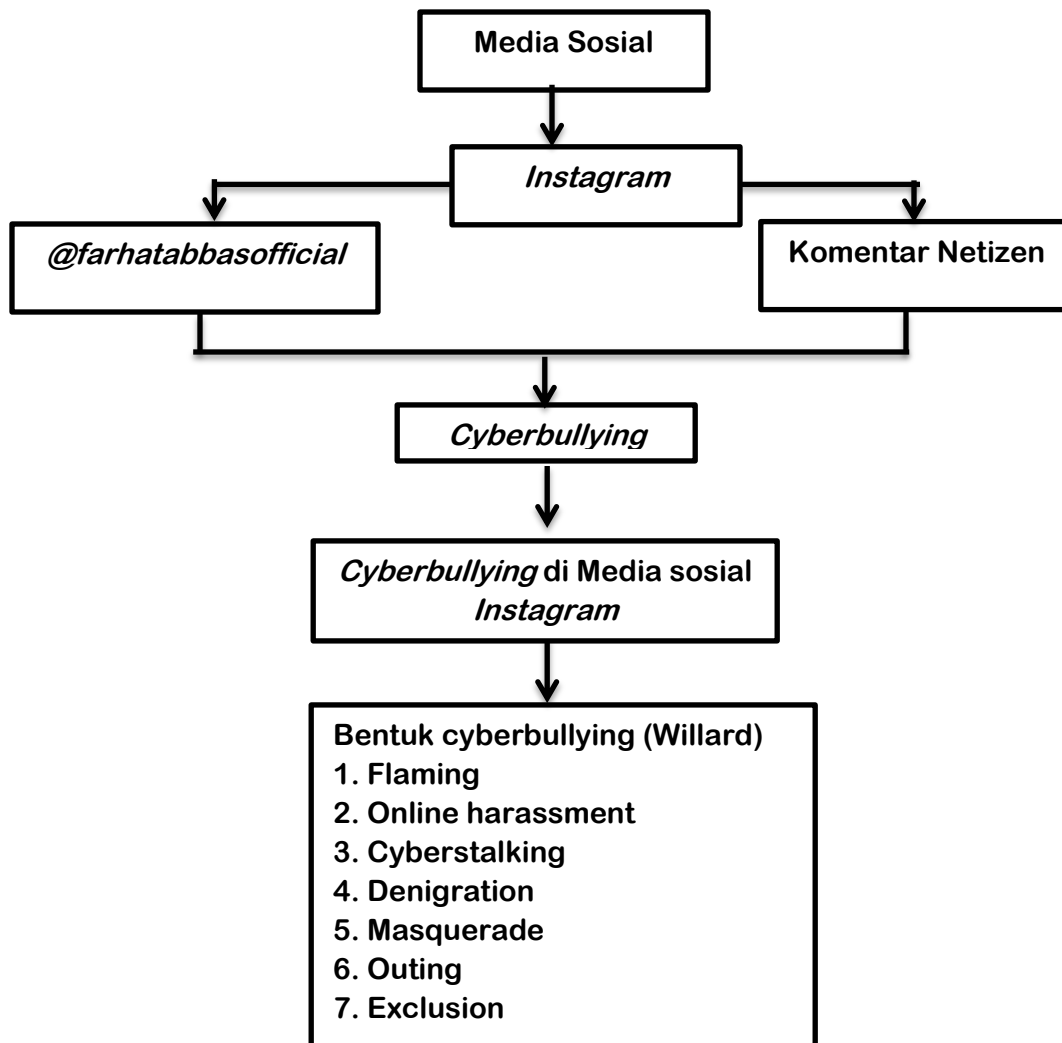 Media Sosial
Instagram
@farhatabbasofficial
Komentar Netizen
Cyberbullying
Cyberbullying di Media sosial
Instagram
Bentuk cyberbullying (Willard)
1. Flaming
2. Online harassment
3. Cyberstalking
4. Denigration
5. Masquerade
6. Outing
7. Exclusion